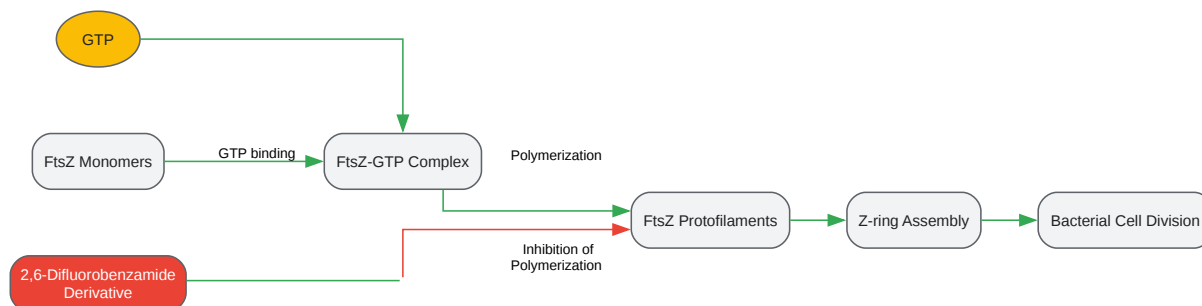 GTP
FtsZ Monomers
GTP binding
FtsZ-GTP Complex
Polymerization
FtsZ Protofilaments
Z-ring Assembly
Bacterial Cell Division
Inhibition of
Polymerization
2,6-Difluorobenzamide
Derivative